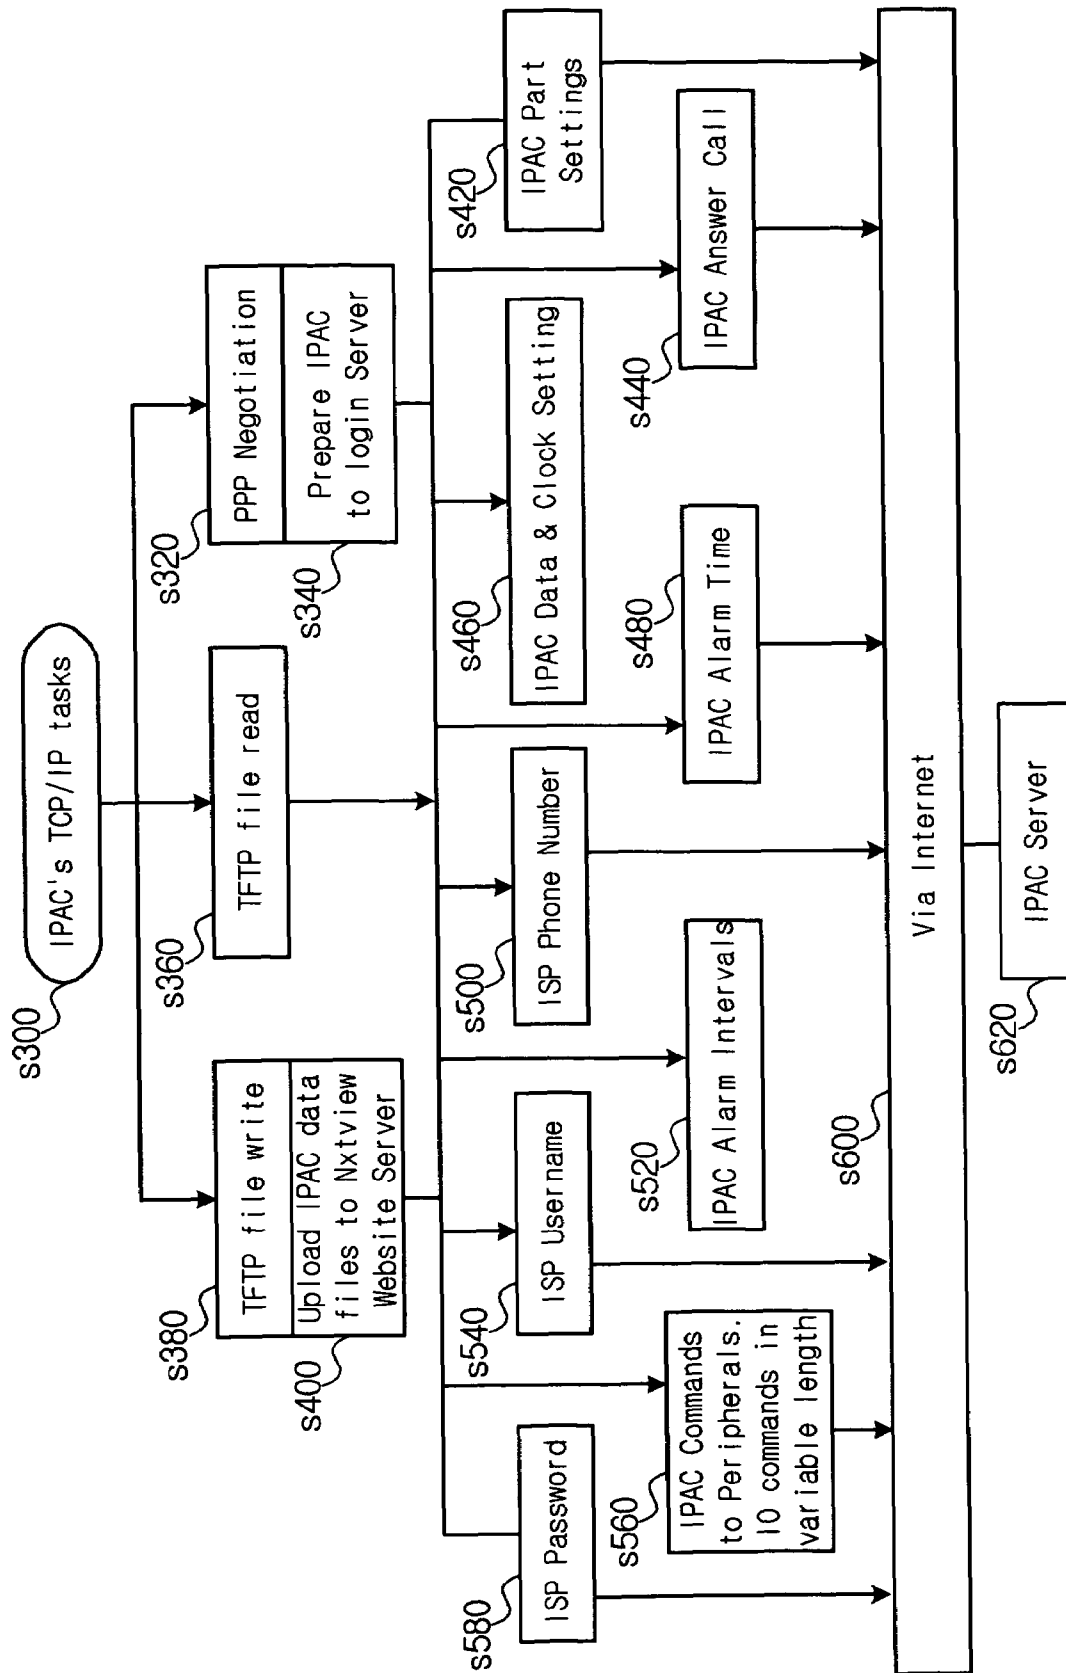 s300
IPAC's TCP/IP tasks
s380
TFTP file write
s400
Upload IPAC data
files to Nxtview
Website Server
s360
TFTP file read
s320
PPP Negotiation
s340
Prepare IPAC
to login Server
s580
ISP Password
s540
ISP Username
s500
ISP Phone Number
s460
IPAC Data & Clock Setting
s420
IPAC Part
Settings
s560
IPAC Commands
to Peripherals.
10 commands in
variable length
s520
IPAC Alarm Intervals
s480
IPAC Alarm Time
s440
IPAC Answer Call
s600
Via Internet
s620
IPAC Server